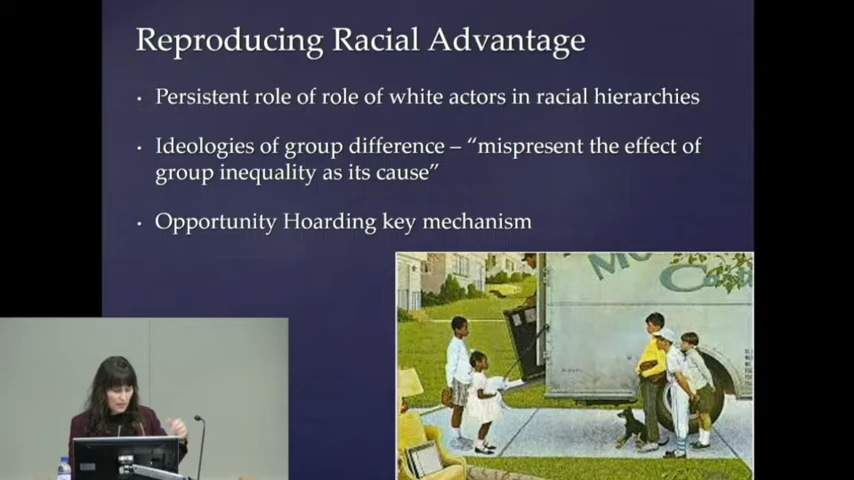 Reproducing Racial Advantage
• Persistent role of role of white actors in racial hierarchies
• Ideologies of group difference – “mispresent the effect of
group inequality as its cause”
• Opportunity Hoarding key mechanism